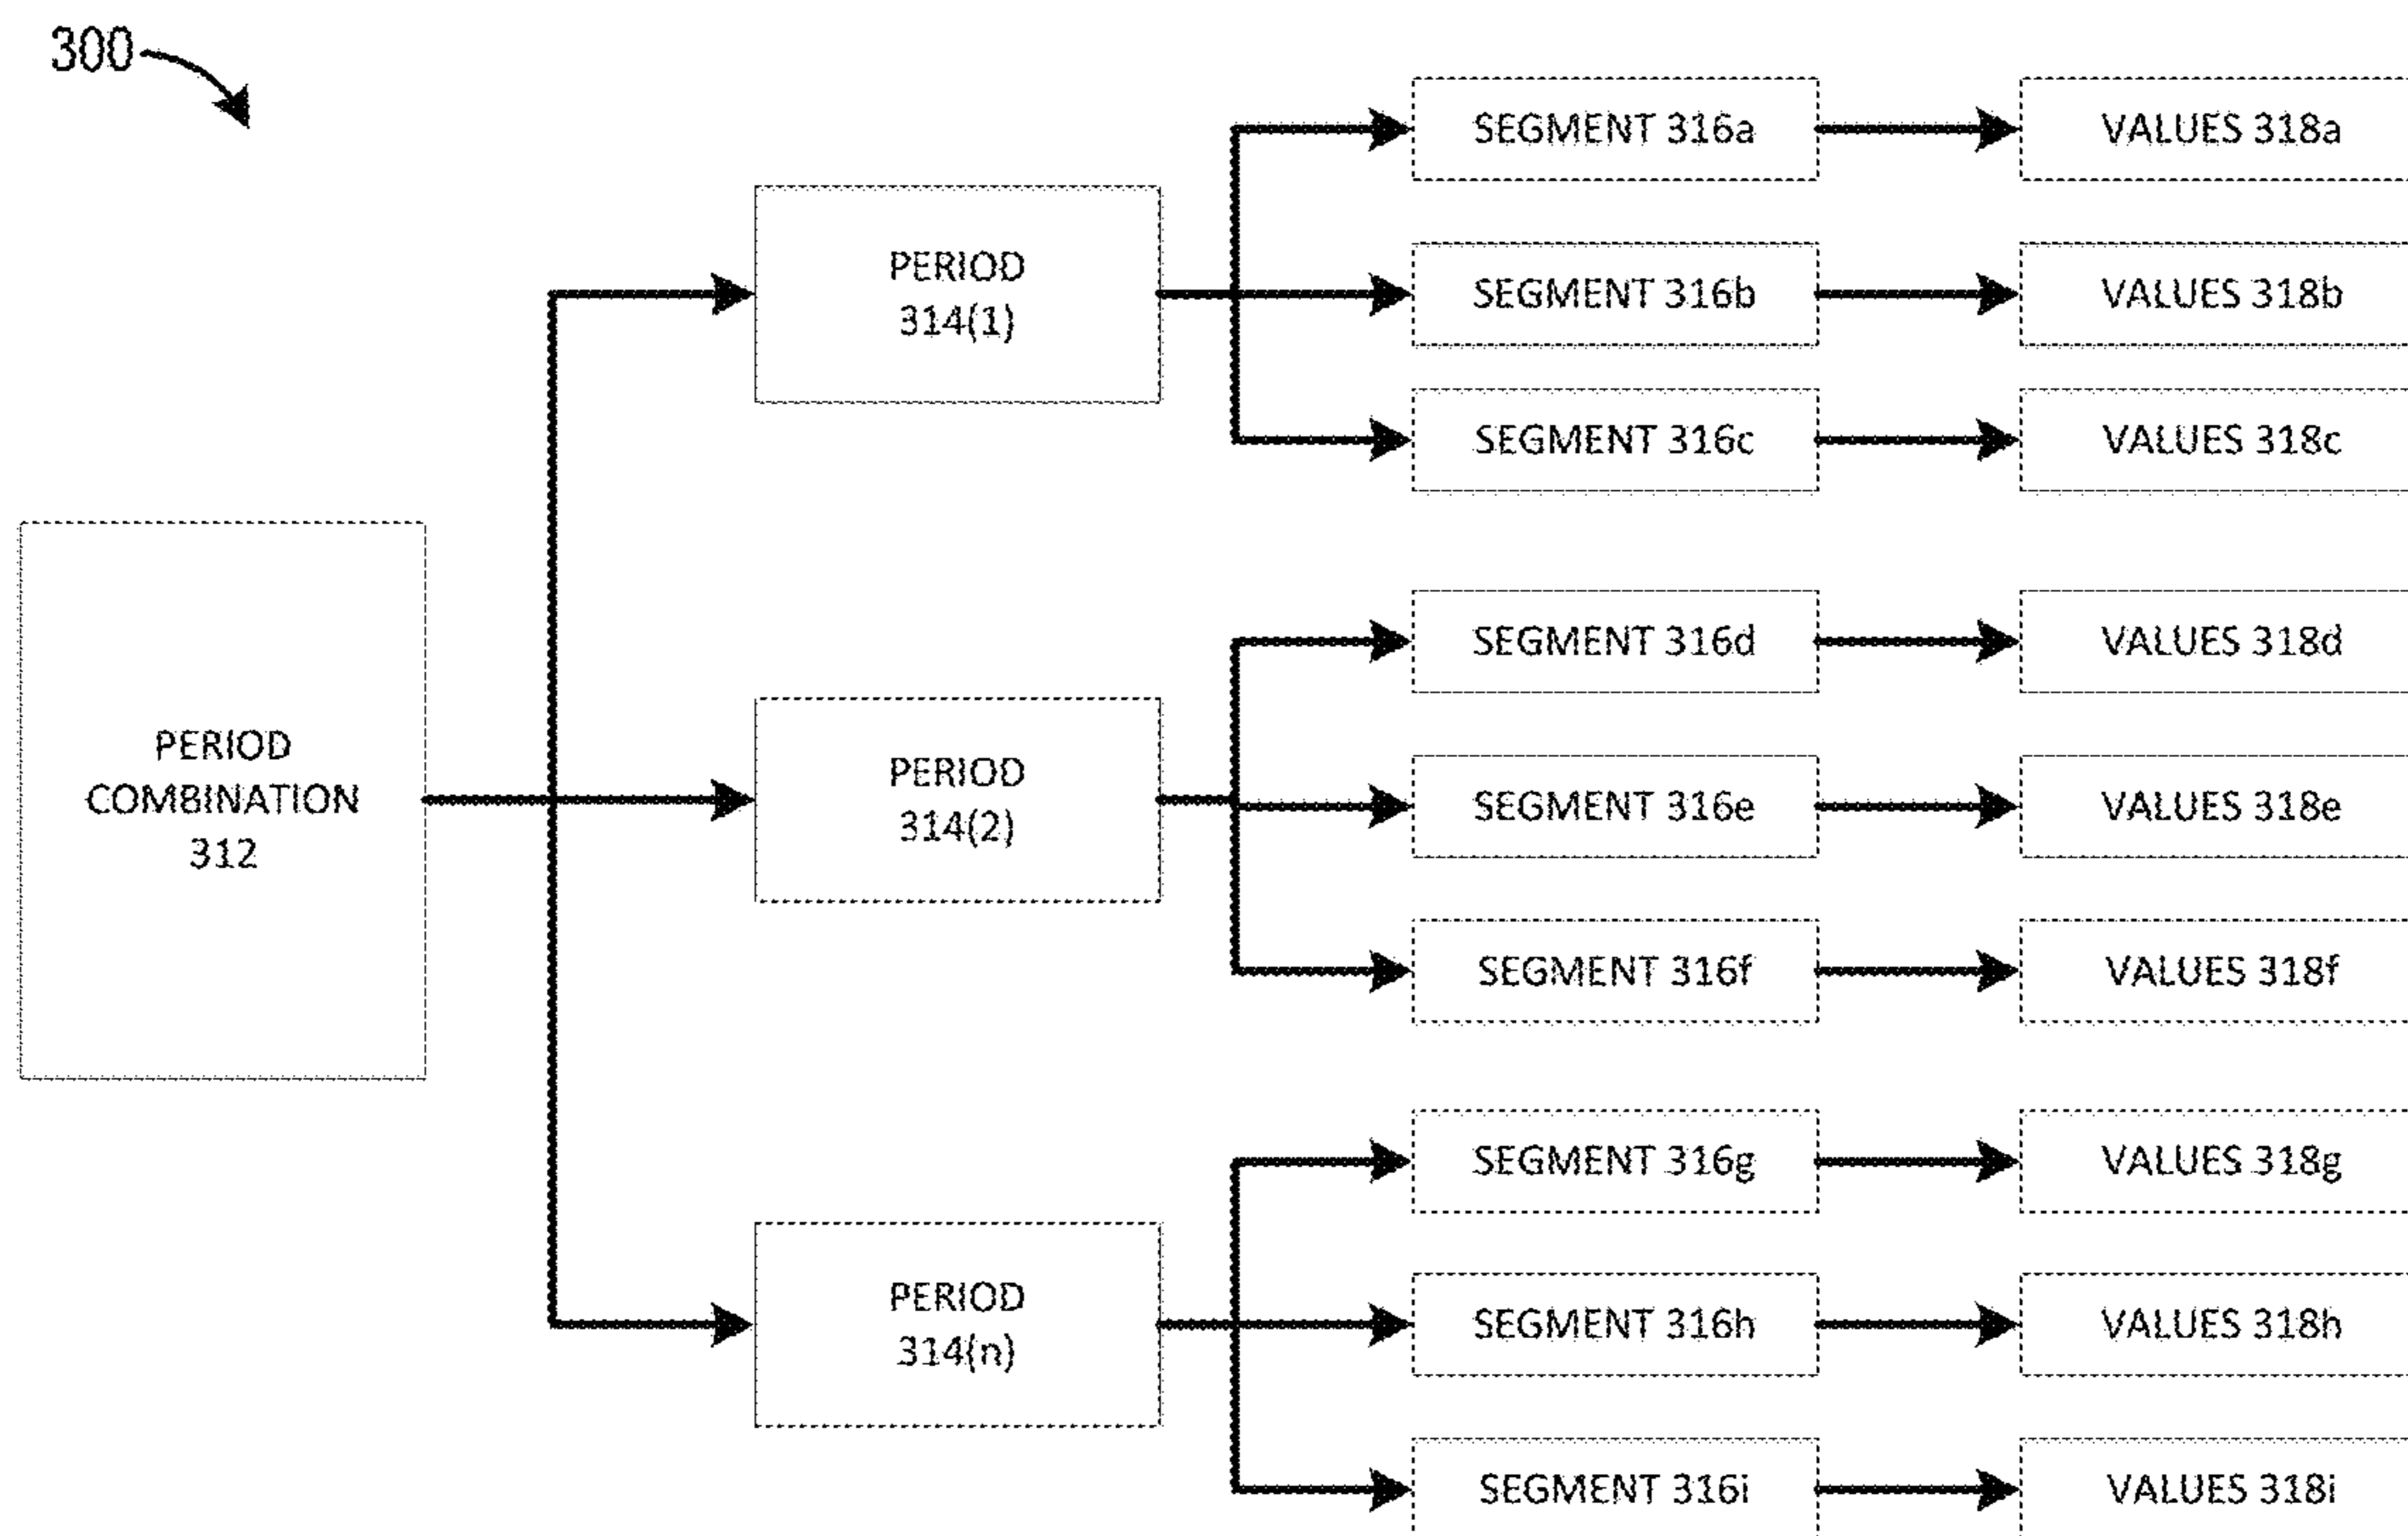 300
PERIOD
COMBINATION
312
PERIOD
314(1)
PERIOD
314(2)
PERIOD
314(n)
SEGMENT 316a
VALUES 318a
SEGMENT 316b
VALUES 318b
SEGMENT 316c
VALUES 318c
SEGMENT 316d
VALUES 318d
SEGMENT 316e
VALUES 318e
SEGMENT 316f
VALUES 318f
SEGMENT 316g
VALUES 318g
SEGMENT 316h
VALUES 318h
SEGMENT 316i
VALUES 318i